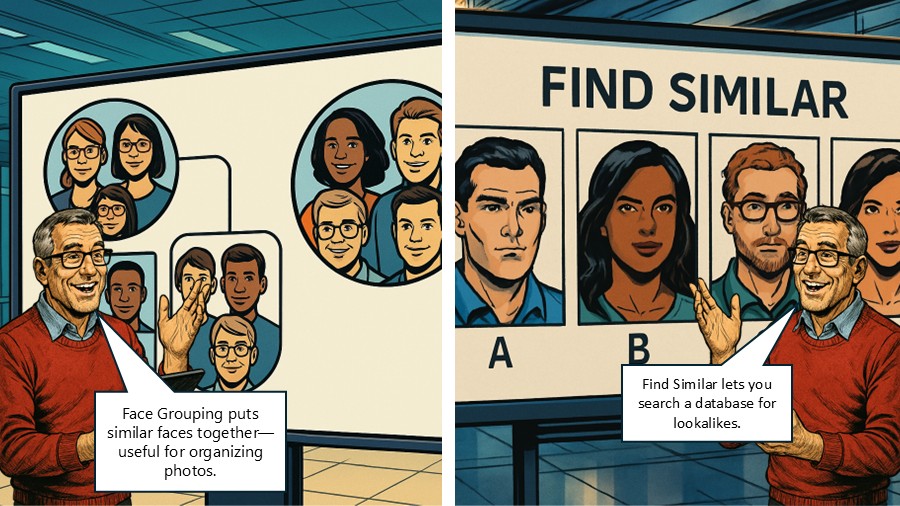 Face Grouping puts
similar faces together—
useful for organizing
photos.
FIND SIMILAR
A
B
Find Similar lets you
search a database for
lookalikes.